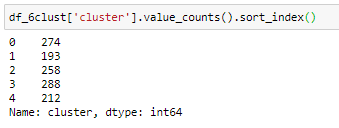 df_6clust['cluster'].value_counts().sort_index()
0    274
1    193
2    258
3    288
4    212
Name: cluster, dtype: int64